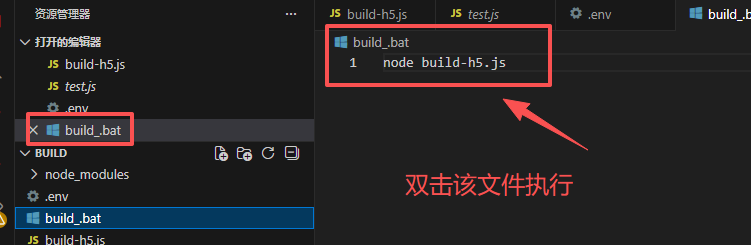 资源管理器
打开的编辑器
JS build-h5.js
JS test.js
.env
build_.bat
BUILD
node_modules
.env
build_.bat
JS build-h5.js
JS build-h5.js
JS test.js
.env
build_.bat
1 node build-h5.js
双击该文件执行